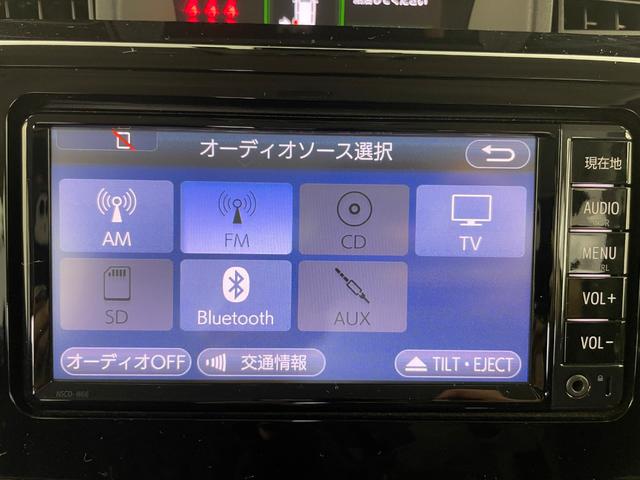 オーディオソース選択
AM
FM
CD
TV
SD
Bluetooth
AUX
オーディオOFF
交通情報
TILT・EJECT
NSCD-W66
現在地
AUDIO
MENU
VOL+
VOL-